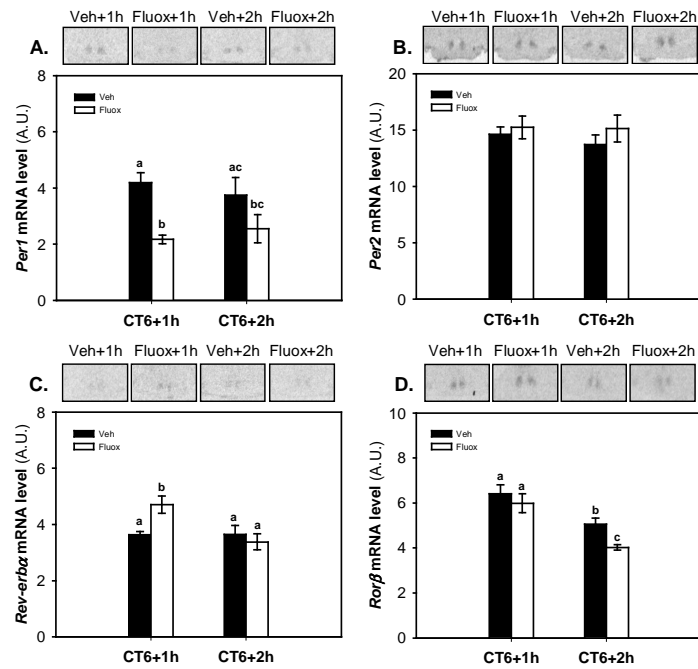 Veh+1h Fluox+1h Veh+2h Fluox+2h
A.
8
6
4
2
0
Per1 mRNA level (A.U.)
Veh
Fluox
a
b
ac
bc
CT6+1h CT6+2h
Veh+1h Fluox+1h Veh+2h Fluox+2h
B.
20
15
10
5
0
Per2 mRNA level (A.U.)
Veh
Fluox
CT6+1h CT6+2h
Veh+1h Fluox+1h Veh+2h Fluox+2h
C.
8
6
4
2
0
Rev-erbα mRNA level (A.U.)
Veh
Fluox
a
b
a
a
CT6+1h CT6+2h
Veh+1h Fluox+1h Veh+2h Fluox+2h
D.
10
8
6
4
2
0
Rorβ mRNA level (A.U.)
Veh
Fluox
a
a
b
c
CT6+1h CT6+2h